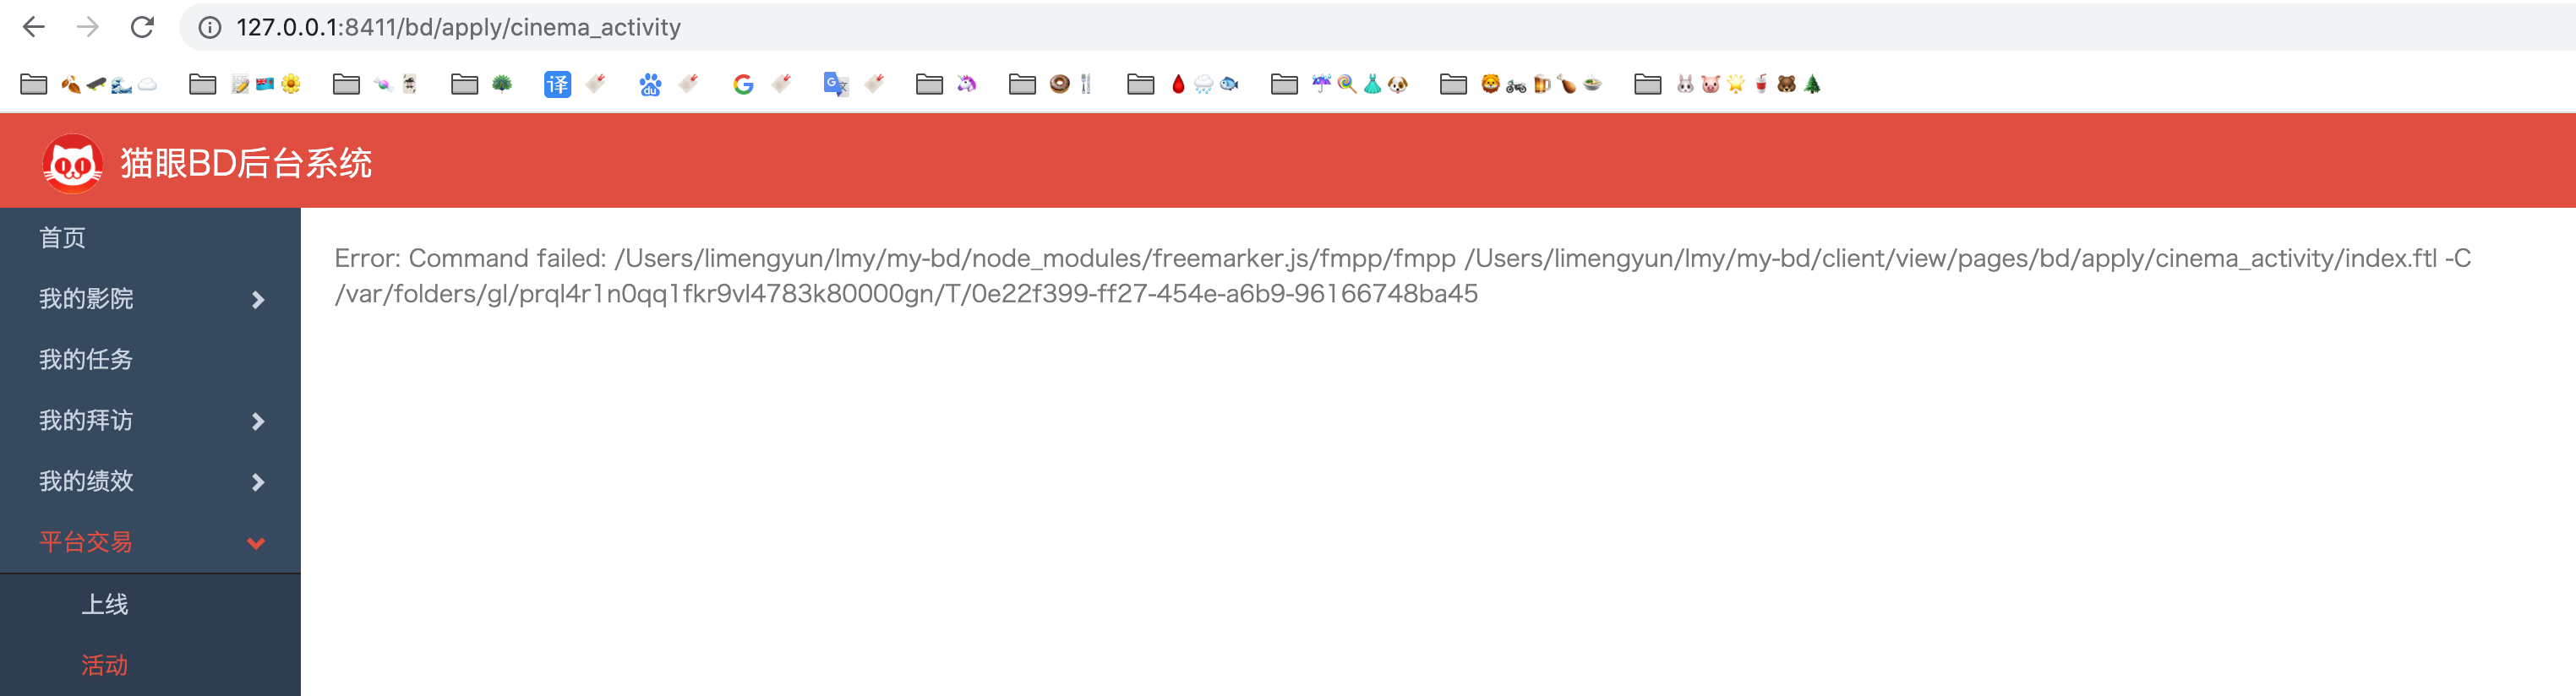 127.0.0.1:8411/bd/apply/cinema_activity
译
du
G
猫眼BD后台系统
首页
我的影院
我的任务
我的拜访
我的绩效
平台交易
上线
活动
Error: Command failed: /Users/limengyun/lmy/my-bd/node_modules/freemarker.js/fmpp/fmpp /Users/limengyun/lmy/my-bd/client/view/pages/bd/apply/cinema_activity/index.ftl -C
/var/folders/gl/prql4r1n0qq1fkr9vl4783k80000gn/T/0e22f399-ff27-454e-a6b9-96166748ba45